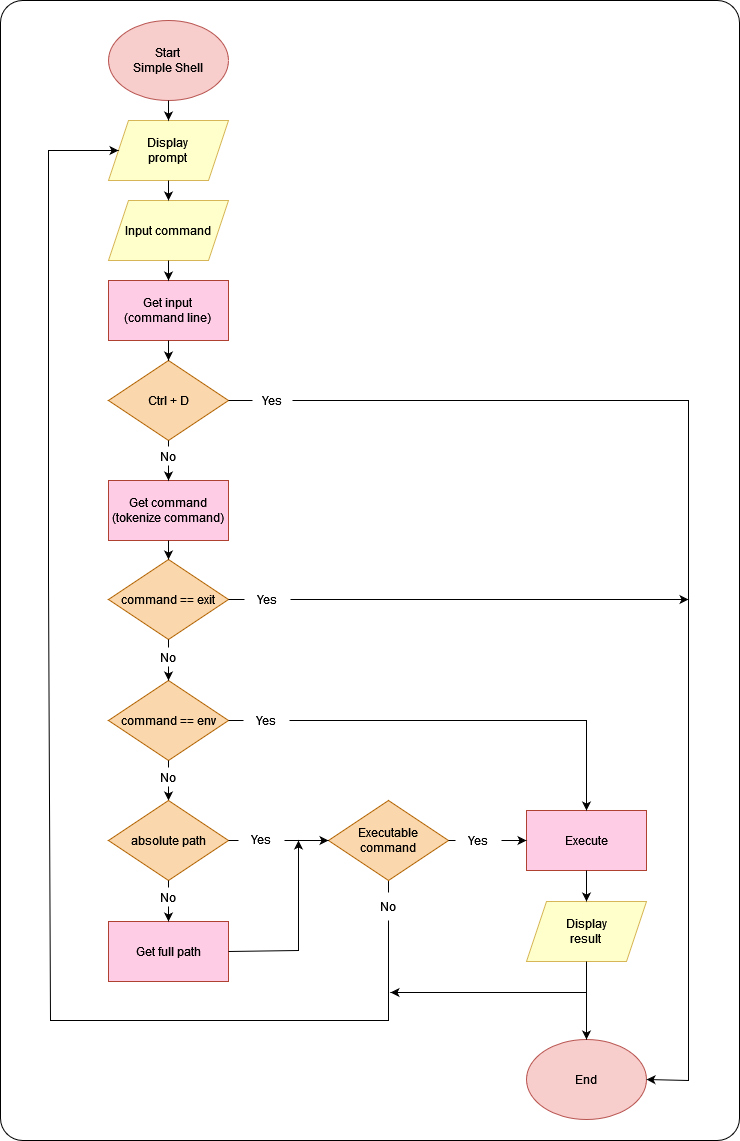 Start
Simple Shell
Display
prompt
Input command
Get input
(command line)
Ctrl + D
Yes
No
Get command
(tokenize command)
command == exit
Yes
No
command == env
Yes
No
absolute path
Yes
Executable
command
Yes
Execute
No
No
Get full path
Display
result
End